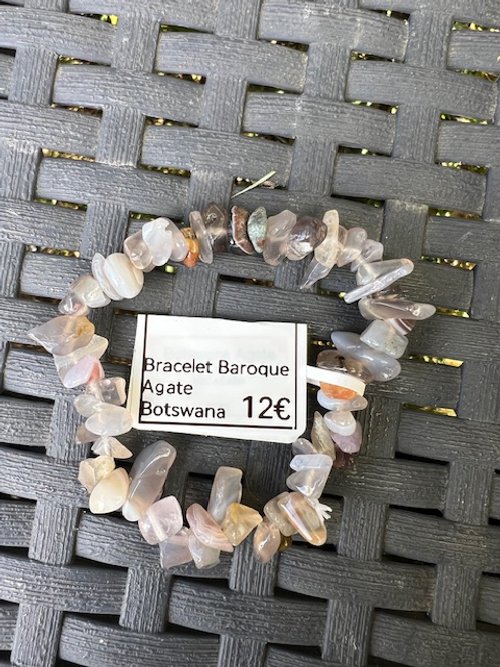 Bracelet Baroque
Agate
Botswana 12€